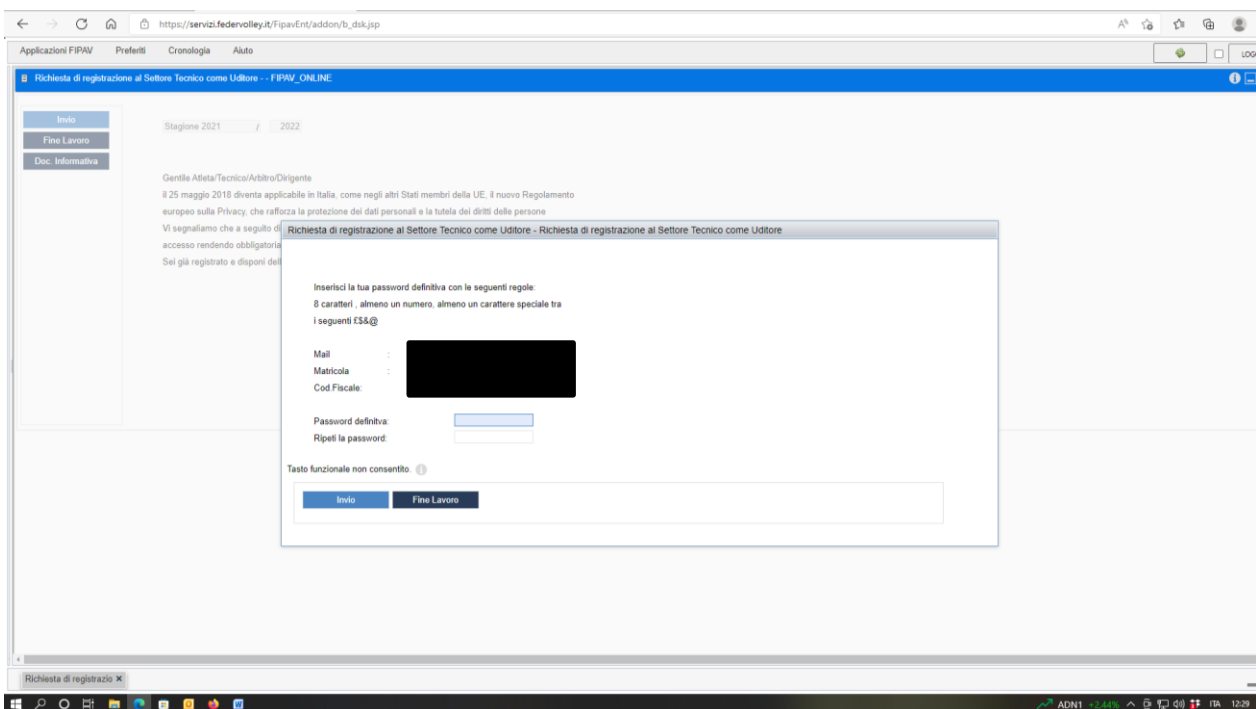 https://servizi.federvolley.it/FipavEnt/addon/b_dsk.jsp
Applicazioni FIPAV Preferiti Cronologia Aiuto
Richiesta di registrazione al Settore Tecnico come Uditore - - FIPAV_ONLINE
Invio
Fine Lavoro
Doc. Informativa
Stagione 2021 / 2022
Gentile Atleta/Tecnico/Arbitro/Dirigente
il 25 maggio 2018 diventa applicabile in Italia, come negli altri Stati membri della UE, il nuovo Regolamento
europeo sulla Privacy, che rafforza la protezione dei dati personali e la tutela dei diritti delle persone
Vi segnaliamo che a seguito di
accesso rendendo obbligatoria
Sei già registrato e disponi dell
Richiesta di registrazione al Settore Tecnico come Uditore - Richiesta di registrazione al Settore Tecnico come Uditore
Inserisci la tua password definitiva con le seguenti regole:
8 caratteri , almeno un numero, almeno un carattere speciale tra
i seguenti £$&@
Mail :
Matricola :
Cod.Fiscale:
Password definitva:
Ripeti la password:
Tasto funzionale non consentito.
Invio Fine Lavoro
Richiesta di registrazio
ADN1 +2,44% ITA 12:29